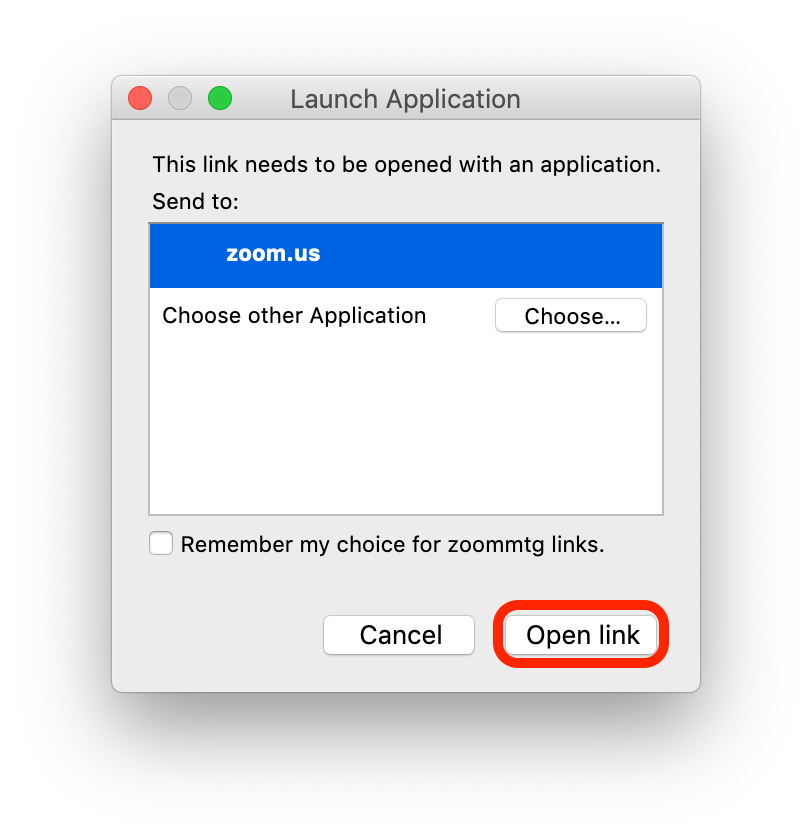 Launch Application
This link needs to be opened with an application.
Send to:
zoom.us
Choose other Application Choose...
Remember my choice for zoommtg links.
Cancel Open link